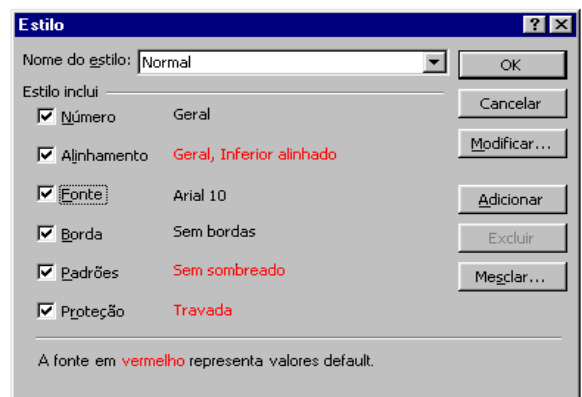 Estilo
Nome do estilo: Normal
OK
Estilo inclui
Cancelar
Número Geral
Modificar...
Alinhamento Geral, Inferior alinhado
Fonte Arial 10
Adicionar
Borda Sem bordas
Excluir
Padrões Sem sombreado
Mesclar...
Proteção Travada
A fonte em vermelho representa valores default.